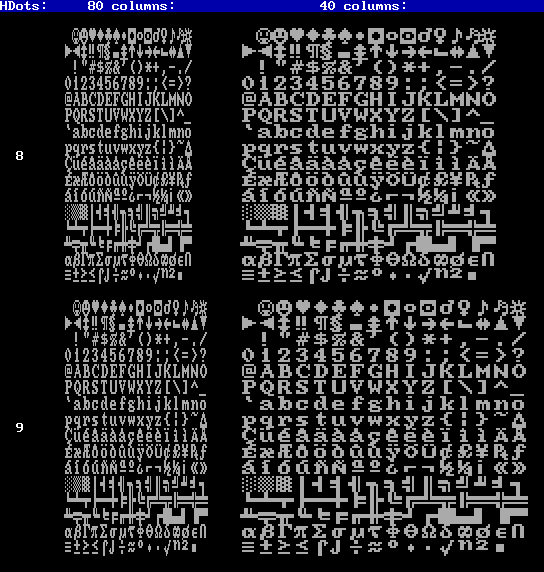 HDots: 80 columns: 40 columns:
☺☻♥♦♣♠•◘○◙♂♀♪♫☼ ☺☻♥♦♣♠•◘○◙♂♀♪♫☼
►◄↕‼¶§▬↨↑↓→←∟↔▲▼ ►◄↕‼¶§▬↨↑↓→←∟↔▲▼
!"#$%&'()*+,-./ !"#$%&'()*+,-./
0123456789:;<=>? 0123456789:;<=>?
@ABCDEFGHIJKLMNO @ABCDEFGHIJKLMNO
PQRSTUVWXYZ[\]^_ PQRSTUVWXYZ[\]^_
`abcdefghijklmno `abcdefghijklmno
8 pqrstuvwxyz{|}~⌂ pqrstuvwxyz{|}~⌂
ÇüéâäàåçêëèïîìÄÅ ÇüéâäàåçêëèïîìÄÅ
ÉæÆôöòûùÿÖÜ¢£¥₧ƒ ÉæÆôöòûùÿÖÜ¢£¥₧ƒ
áíóúñÑªº¿⌐¬½¼¡«» áíóúñÑªº¿⌐¬½¼¡«»
░▒▓│┤╡╢╖╕╣║╗╝╜╛┐ ░▒▓│┤╡╢╖╕╣║╗╝╜╛┐
└┴┬├─┼╞╟╚╔╩╦╠═╬╧ └┴┬├─┼╞╟╚╔╩╦╠═╬╧
╨╤╥╙╘╒╓╫╪┘┌█▄▌▐▀ ╨╤╥╙╘╒╓╫╪┘┌█▄▌▐▀
αßΓπΣσµτΦΘΩδ∞φε∩ αßΓπΣσµτΦΘΩδ∞φε∩
≡±≥≤⌠⌡÷≈°∙·√ⁿ²■ ≡±≥≤⌠⌡÷≈°∙·√ⁿ²■
☺☻♥♦♣♠•◘○◙♂♀♪♫☼ ☺☻♥♦♣♠•◘○◙♂♀♪♫☼
►◄↕‼¶§▬↨↑↓→←∟↔▲▼ ►◄↕‼¶§▬↨↑↓→←∟↔▲▼
!"#$%&'()*+,-./ !"#$%&'()*+,-./
0123456789:;<=>? 0123456789:;<=>?
@ABCDEFGHIJKLMNO @ABCDEFGHIJKLMNO
PQRSTUVWXYZ[\]^_ PQRSTUVWXYZ[\]^_
`abcdefghijklmno `abcdefghijklmno
9 pqrstuvwxyz{|}~⌂ pqrstuvwxyz{|}~⌂
ÇüéâäàåçêëèïîìÄÅ ÇüéâäàåçêëèïîìÄÅ
ÉæÆôöòûùÿÖÜ¢£¥₧ƒ ÉæÆôöòûùÿÖÜ¢£¥₧ƒ
áíóúñÑªº¿⌐¬½¼¡«» áíóúñÑªº¿⌐¬½¼¡«»
░▒▓│┤╡╢╖╕╣║╗╝╜╛┐ ░▒▓│┤╡╢╖╕╣║╗╝╜╛┐
└┴┬├─┼╞╟╚╔╩╦╠═╬╧ └┴┬├─┼╞╟╚╔╩╦╠═╬╧
╨╤╥╙╘╒╓╫╪┘┌█▄▌▐▀ ╨╤╥╙╘╒╓╫╪┘┌█▄▌▐▀
αßΓπΣσµτΦΘΩδ∞φε∩ αßΓπΣσµτΦΘΩδ∞φε∩
≡±≥≤⌠⌡÷≈°∙·√ⁿ²■ ≡±≥≤⌠⌡÷≈°∙·√ⁿ²■